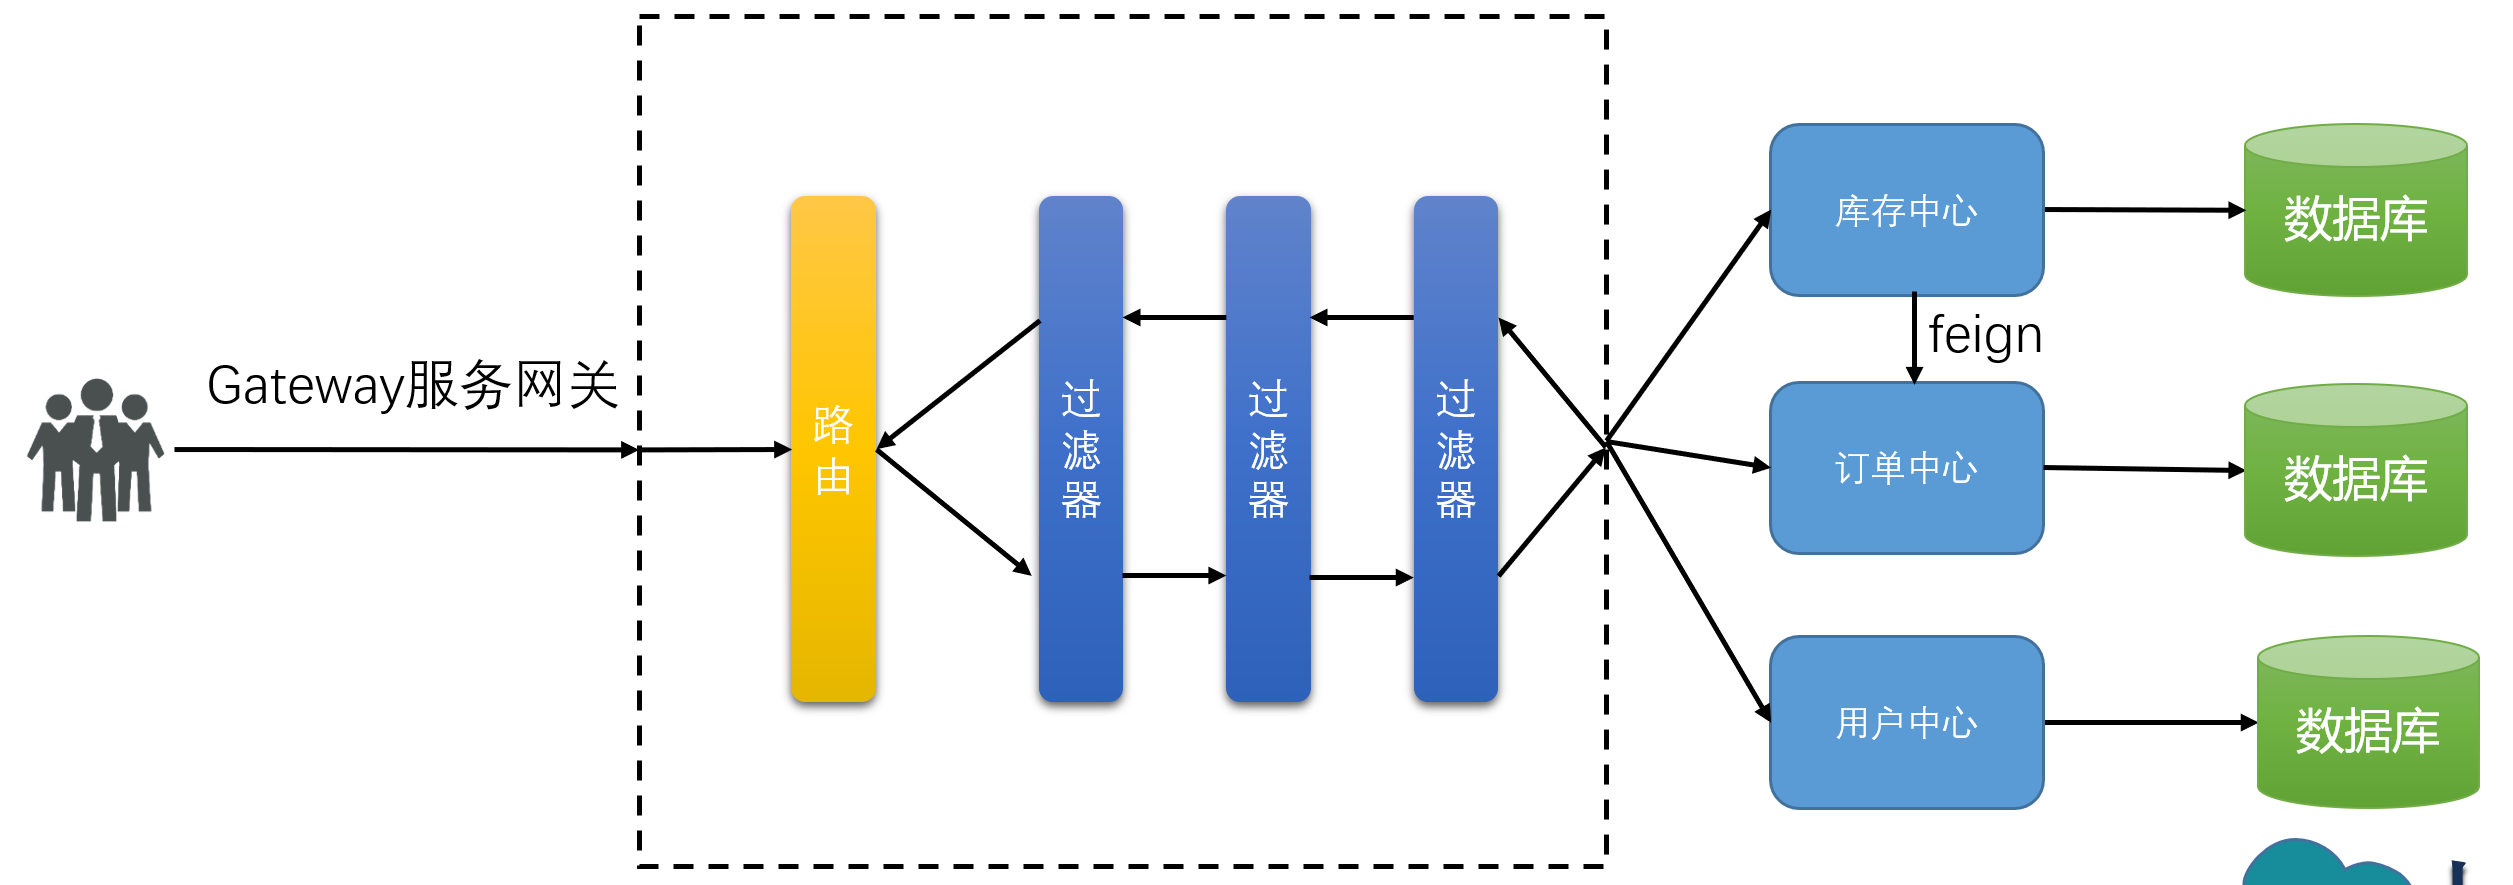 Gateway服务网关
路由
过滤器
过滤器
过滤器
库存中心
feign
订单中心
用户中心
数据库
数据库
数据库